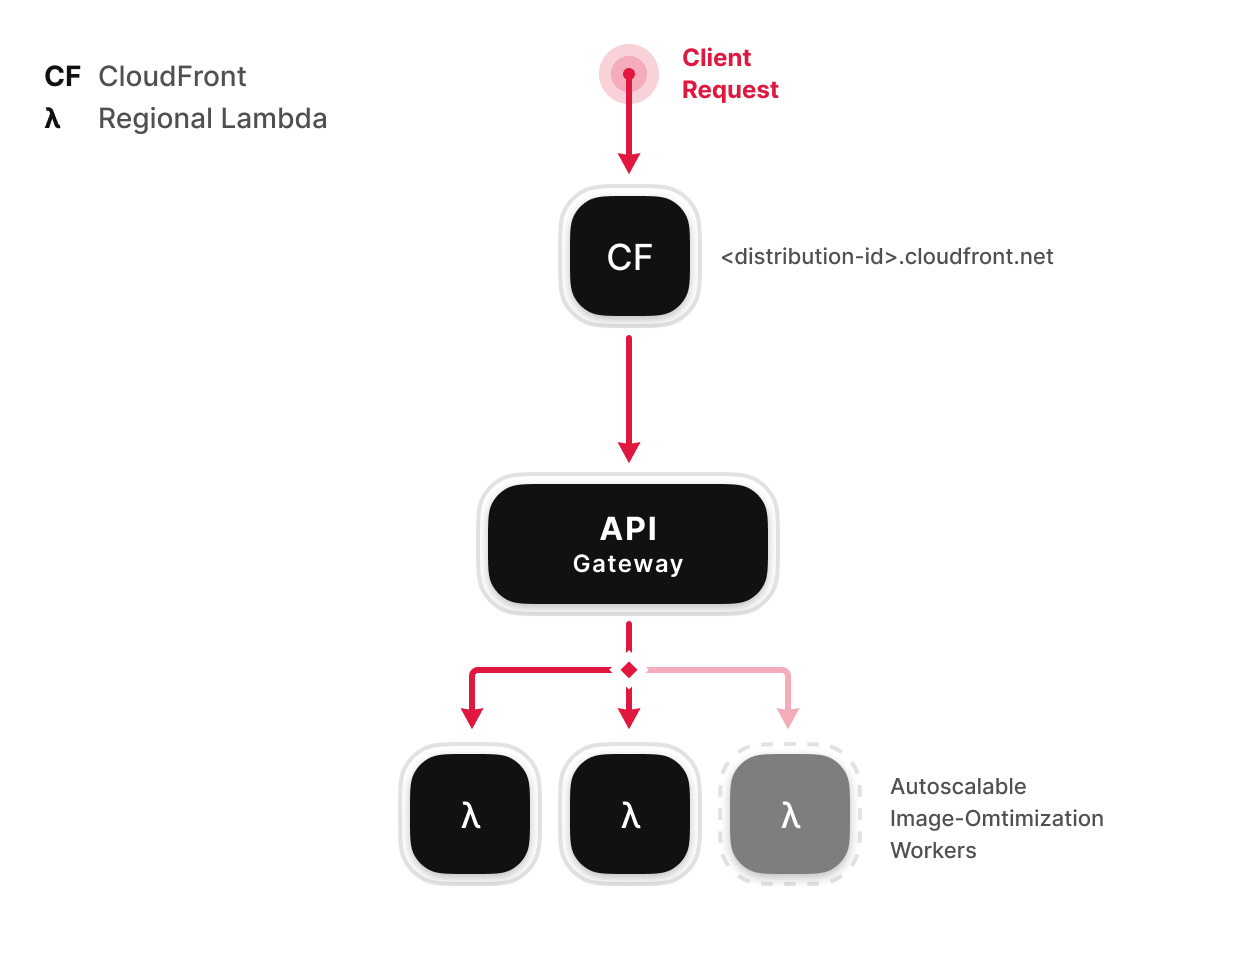 CF CloudFront
λ Regional Lambda
Client
Request
CF
<distribution-id>.cloudfront.net
API
Gateway
λ
λ
λ
Autoscalable
Image-Omtimization
Workers